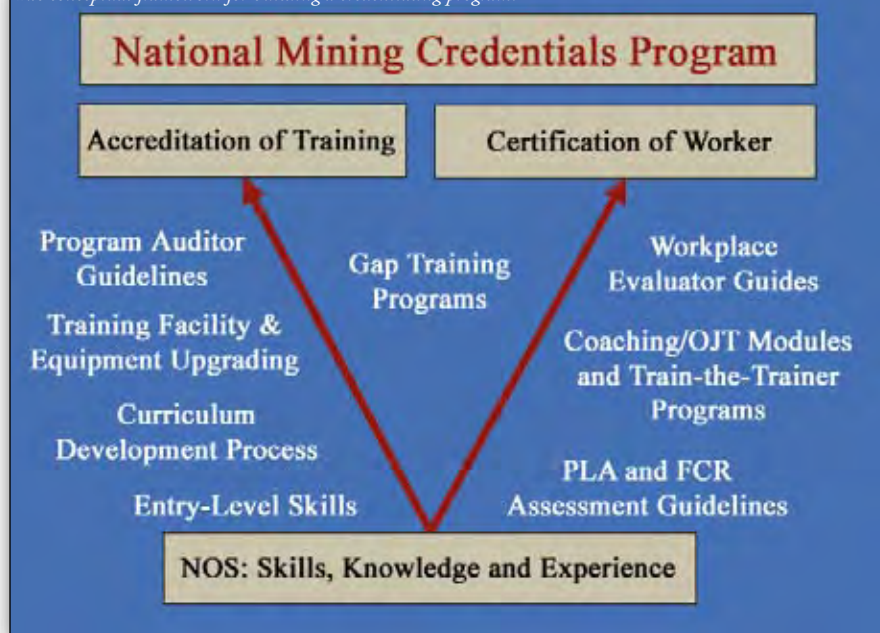 National Mining Credentials Program
Accreditation of Training
Certification of Worker
Program Auditor
Guidelines
Training Facility &
Equipment Upgrading
Curriculum
Development Process
Entry-Level Skills
Gap Training
Programs
Workplace
Evaluator Guides
Coaching/OJT Modules
and Train-the-Trainer
Programs
PLA and FCR
Assessment Guidelines
NOS: Skills, Knowledge and Experience